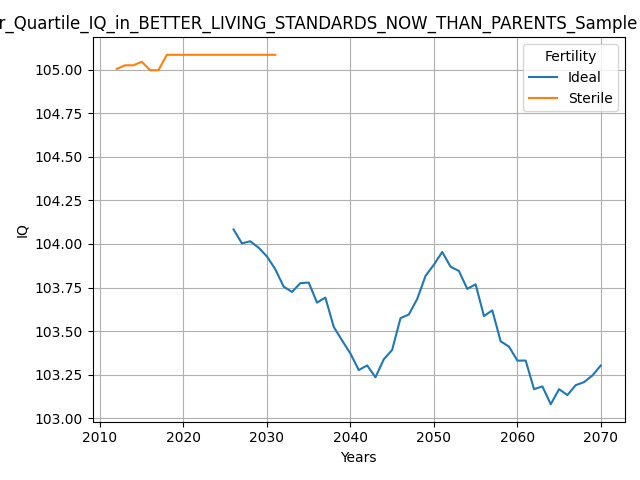 r_Quartile_IQ_in_BETTER_LIVING_STANDARDS_NOW_THAN_PARENTS_Sample
Fertility
Ideal
Sterile
105.00
104.75
104.50
104.25
104.00
103.75
103.50
103.25
103.00
IQ
2010 2020 2030 2040 2050 2060 2070
Years